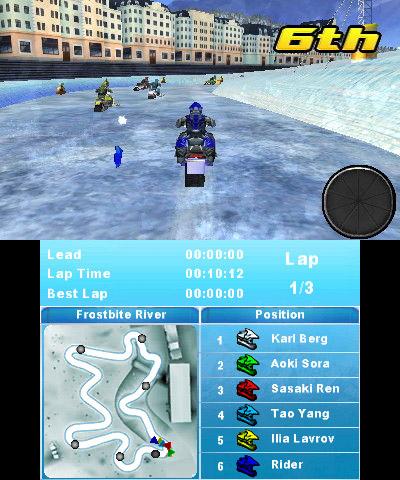 6th
Lead 00:00:00
Lap Time 00:10:12
Best Lap 00:00:00
Lap
1/3
Frostbite River
Position
1 Karl Berg
2 Aoki Sora
3 Sasaki Ren
4 Tao Yang
5 Ilia Lavrov
6 Rider